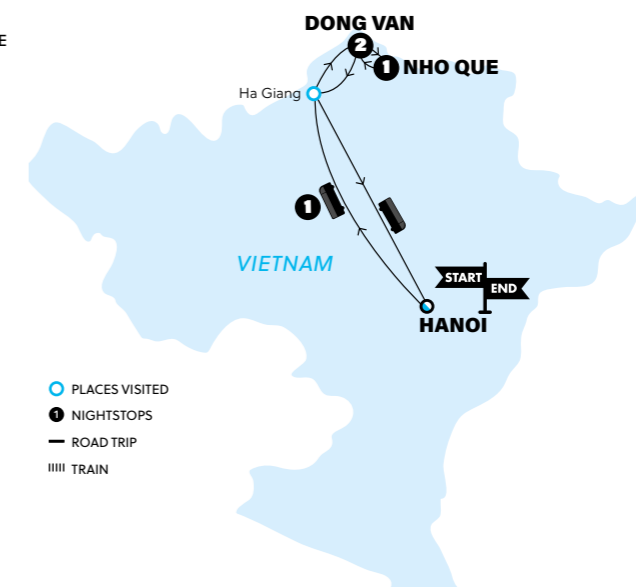 E
DONG VAN
2
1 NHO QUE
Ha Giang
1
VIETNAM
START
END
HANOI
PLACES VISITED
1 NIGHTSTOPS
ROAD TRIP
TRAIN